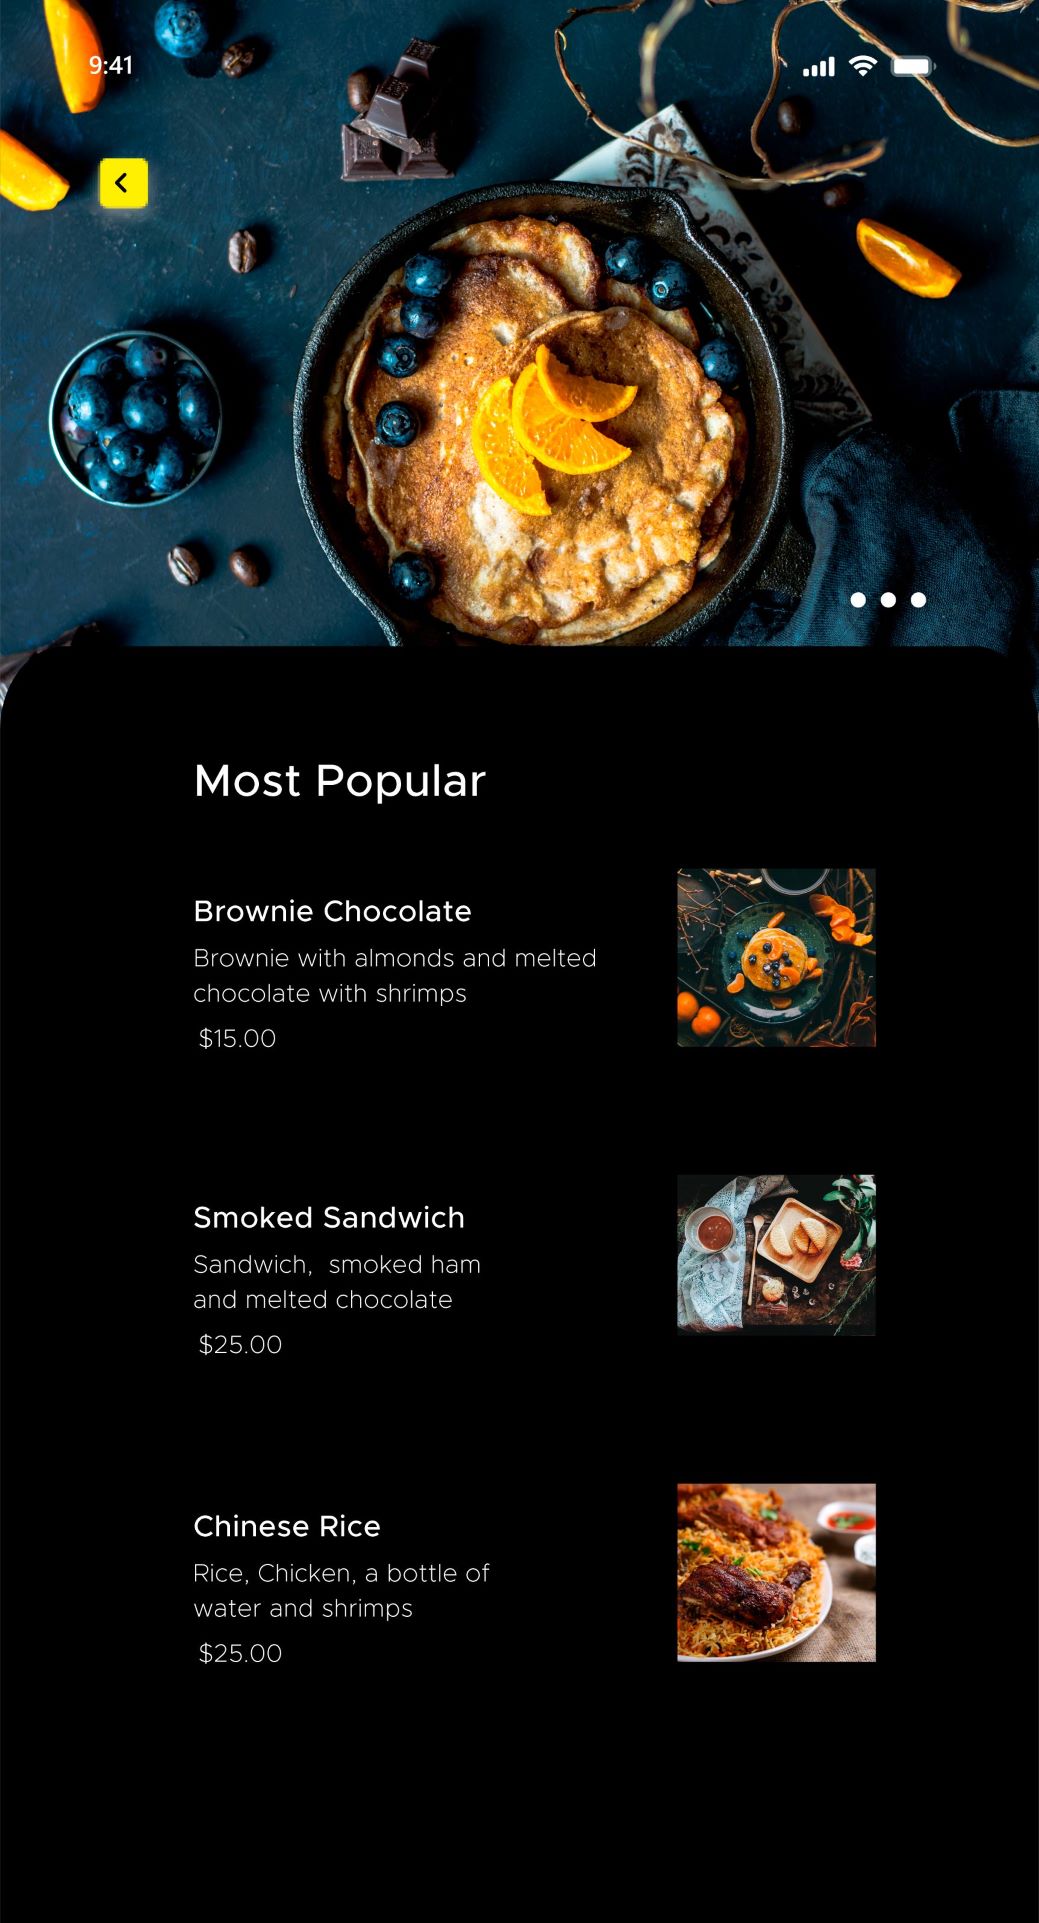 9:41
Most Popular
Brownie Chocolate
Brownie with almonds and melted
chocolate with shrimps
$15.00
Smoked Sandwich
Sandwich,  smoked ham
and melted chocolate
$25.00
Chinese Rice
Rice, Chicken, a bottle of
water and shrimps
$25.00